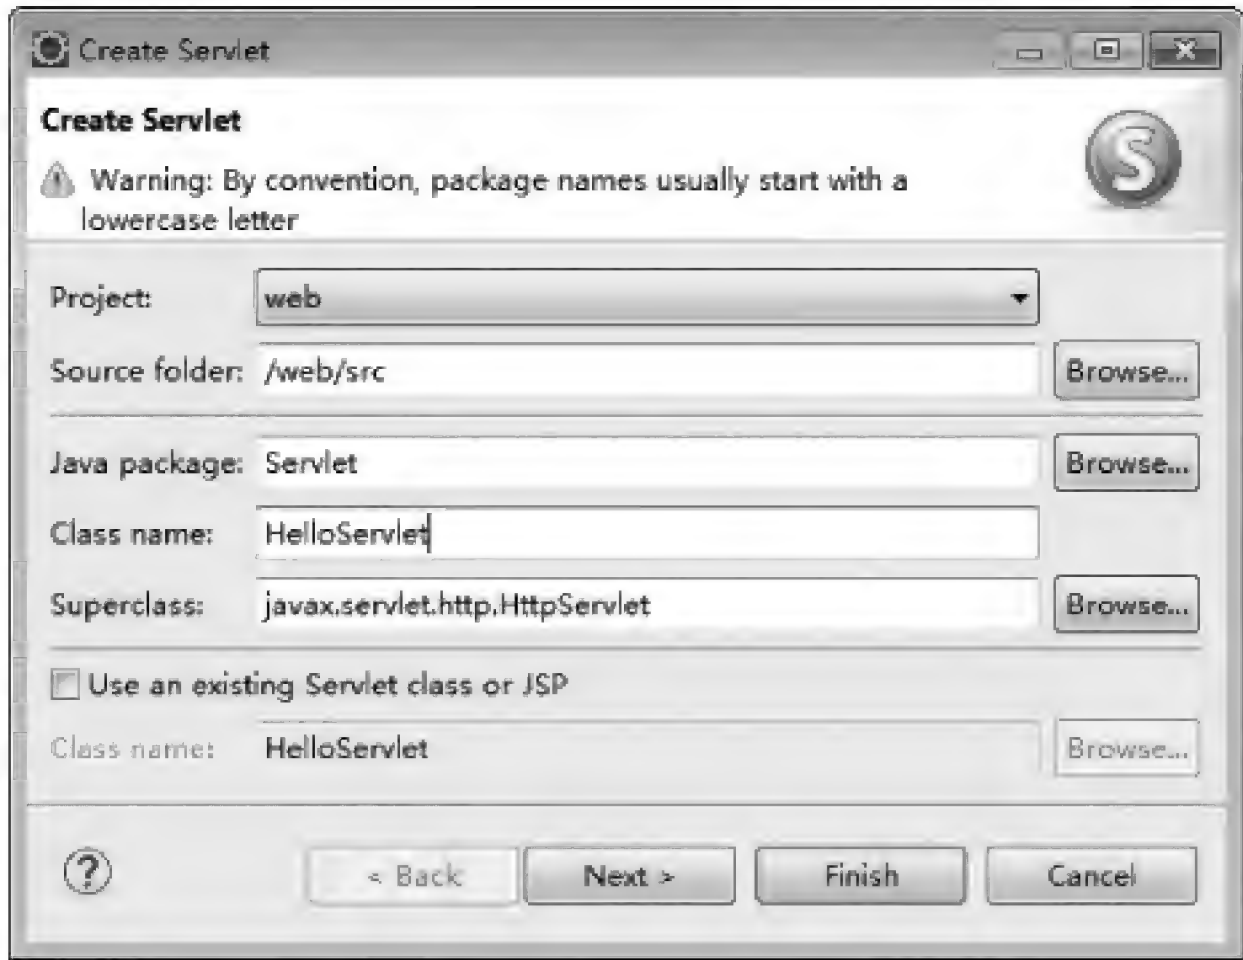 Create Servlet
Create Servlet
S
Warning: By convention, package names usually start with a
lowercase letter
Project: web
Source folder: /web/src Browse...
Java package: Servlet Browse...
Class name: HelloServlet
Superclass: javax.servlet.http.HttpServlet Browse...
Use an existing Servlet class or JSP
Class name: HelloServlet Browse...
? < Back Next > Finish Cancel